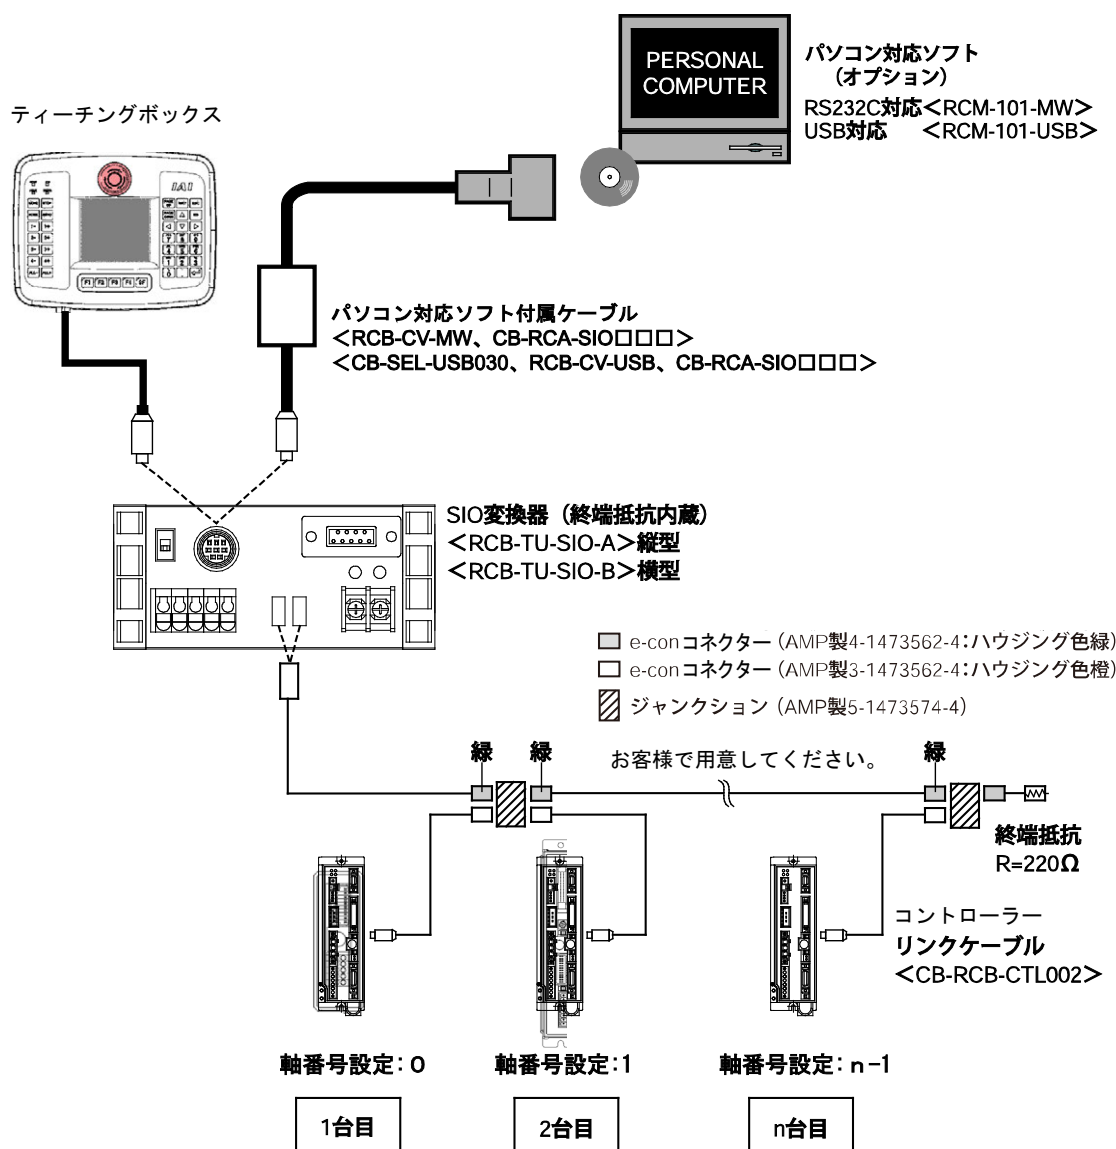 PERSONAL
COMPUTER
パソコン対応ソフト
(オプション)
RS232C対応<RCM-101-MW>
USB対応 <RCM-101-USB>
ティーチングボックス
IAI
F1 F2 F3 F4
パソコン対応ソフト付属ケーブル
<RCB-CV-MW、CB-RCA-SIO□□□>
<CB-SEL-USB030、RCB-CV-USB、CB-RCA-SIO□□□>
SIO変換器(終端抵抗内蔵)
<RCB-TU-SIO-A>縦型
<RCB-TU-SIO-B>横型
e-conコネクター(AMP製4-1473562-4:ハウジング色緑)
e-conコネクター(AMP製3-1473562-4:ハウジング色橙)
ジャンクション(AMP製5-1473574-4)
緑 緑 お客様で用意してください。 緑
終端抵抗
R=220Ω
コントローラー
リンクケーブル
<CB-RCB-CTL002>
軸番号設定:0 軸番号設定:1 軸番号設定:n-1
1台目 2台目 n台目